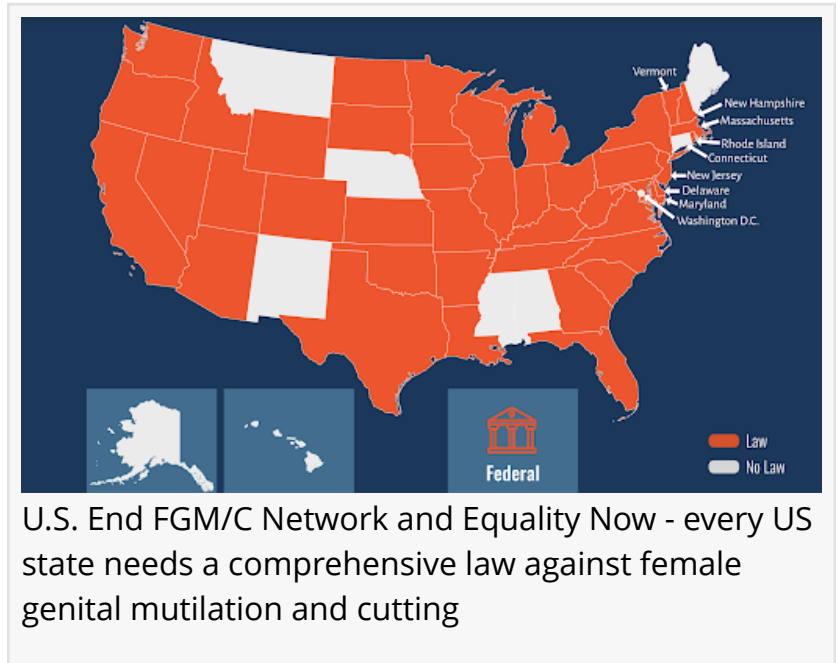 Vermont
New Hampshire
Massachusetts
Rhode Island
Connecticut
New Jersey
Delaware
Maryland
Washington D.C.
Federal
Law
No Law
U.S. End FGM/C Network and Equality Now - every US
state needs a comprehensive law against female
genital mutilation and cutting